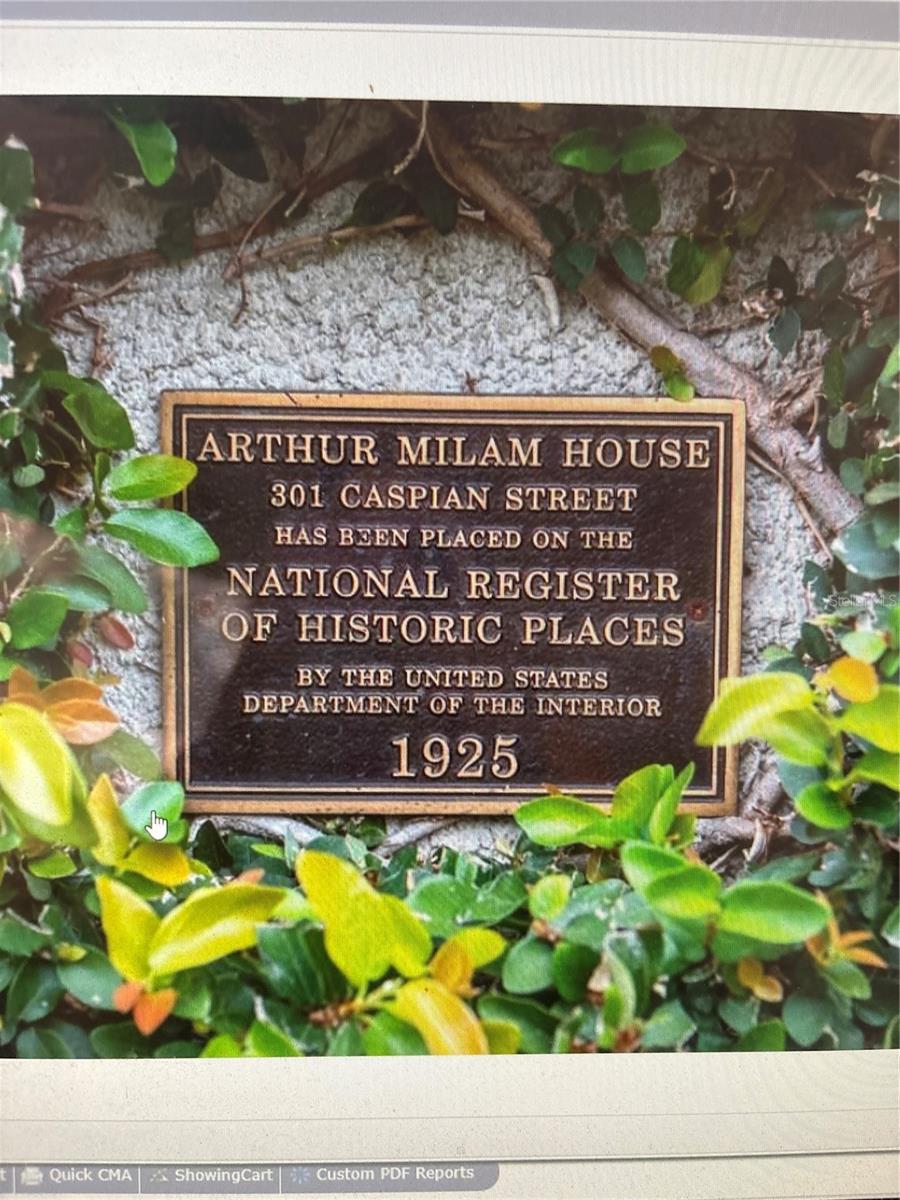 ARTHUR MILAM HOUSE
301 CASPIAN STREET
HAS BEEN PLACED ON THE
NATIONAL REGISTER
OF HISTORIC PLACES
BY THE UNITED STATES
DEPARTMENT OF THE INTERIOR
1925
StellarMLS
t Quick CMA ShowingCart Custom PDF Reports